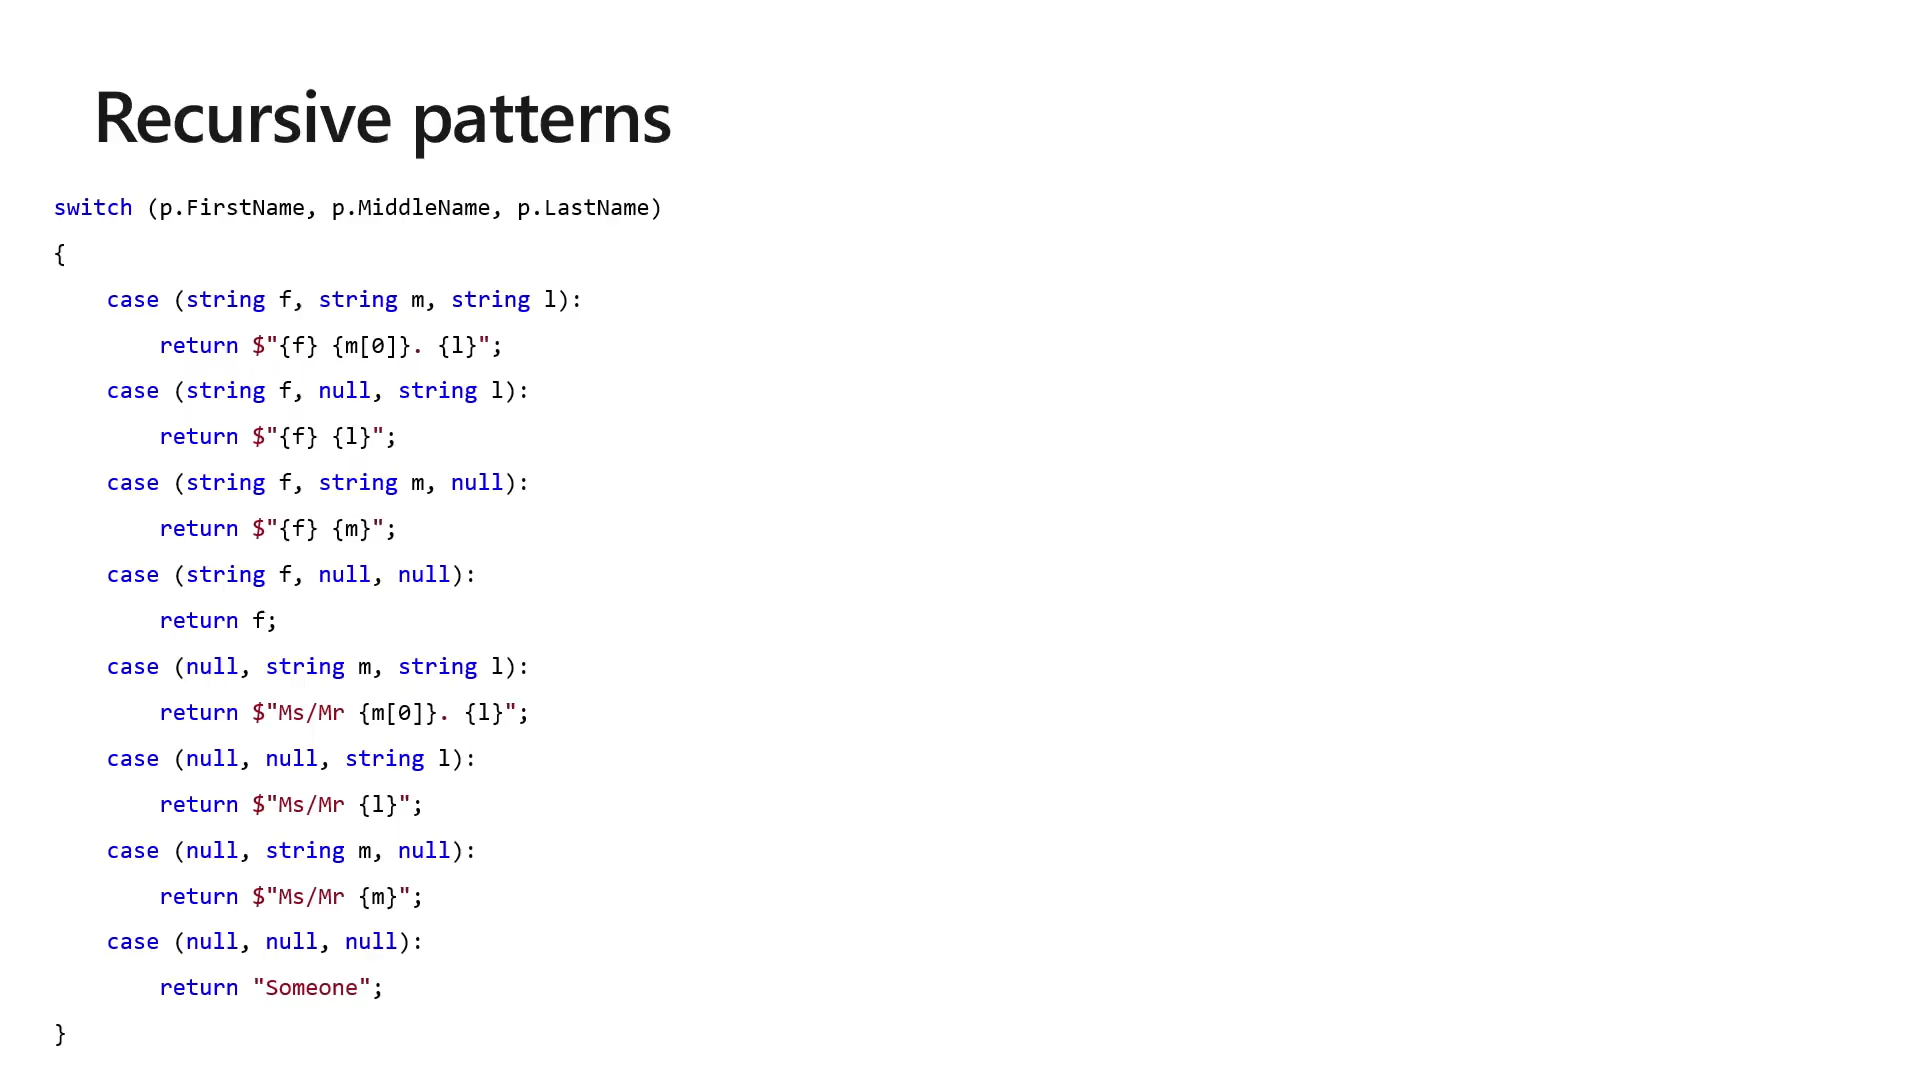 Recursive patterns
switch (p.FirstName, p.MiddleName, p.LastName)
{
    case (string f, string m, string l):
        return $"{f} {m[0]}. {l}";
    case (string f, null, string l):
        return $"{f} {l}";
    case (string f, string m, null):
        return $"{f} {m}";
    case (string f, null, null):
        return f;
    case (null, string m, string l):
        return $"Ms/Mr {m[0]}. {l}";
    case (null, null, string l):
        return $"Ms/Mr {l}";
    case (null, string m, null):
        return $"Ms/Mr {m}";
    case (null, null, null):
        return "Someone";
}